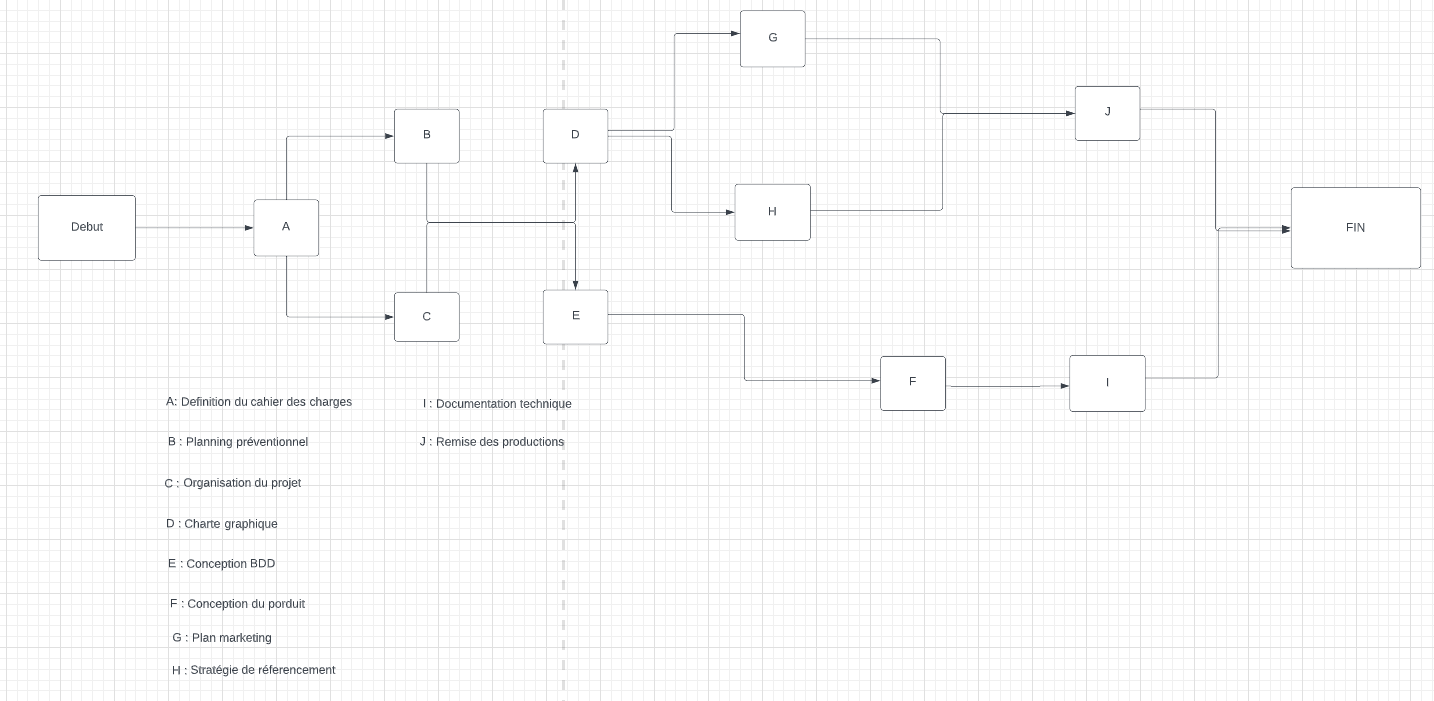 G
J
B
D
H
Debut
A
FIN
C
E
F
I
A: Definition du cahier des charges
B : Planning préventionnel
C : Organisation du projet
D : Charte graphique
E : Conception BDD
F : Conception du porduit
G : Plan marketing
H : Stratégie de réferencement
I : Documentation technique
J : Remise des productions